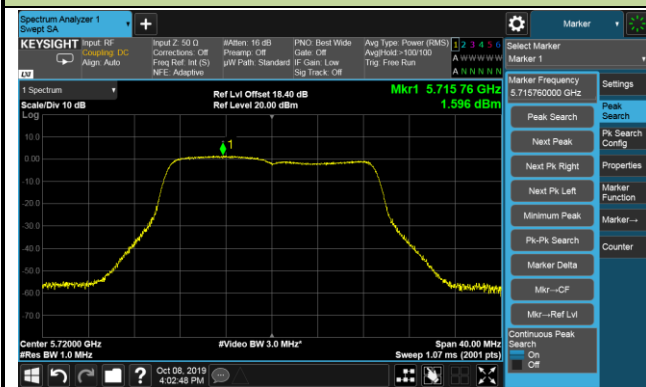 Spectrum Analyzer 1
Swept SA
Marker
KEYSIGHT
Input: RF
Coupling: DC
Align: Auto
Input Z: 50 Ω
Corrections: Off
Freq Ref: Int (S)
NFE: Adaptive
#Atten: 16 dB
Preamp: Off
µW Path: Standard
PNO: Best Wide
Gate: Off
IF Gain: Low
Sig Track: Off
Avg Type: Power (RMS)
Avg|Hold:>100/100
Trig: Free Run
1 2 3 4 5 6
A W W W W W
A N N N N N
LXI
Select Marker
Marker 1
1 Spectrum
Scale/Div 10 dB
Log
Ref Lvl Offset 18.40 dB
Ref Level 20.00 dBm
Mkr1 5.715 76 GHz
1.596 dBm
1
10.0
0.00
-10.0
-20.0
-30.0
-40.0
-50.0
-60.0
-70.0
Center 5.72000 GHz
#Res BW 1.0 MHz
#Video BW 3.0 MHz*
Span 40.00 MHz
Sweep 1.07 ms (2001 pts)
Marker Frequency
5.715760000 GHz
Peak Search
Next Peak
Next Pk Right
Next Pk Left
Minimum Peak
Pk-Pk Search
Marker Delta
Mkr→CF
Mkr→Ref Lvl
Continuous Peak
Search
On
Off
Settings
Peak
Search
Pk Search
Config
Properties
Marker
Function
Marker→
Counter
?
Oct 08, 2019
4:02:48 PM